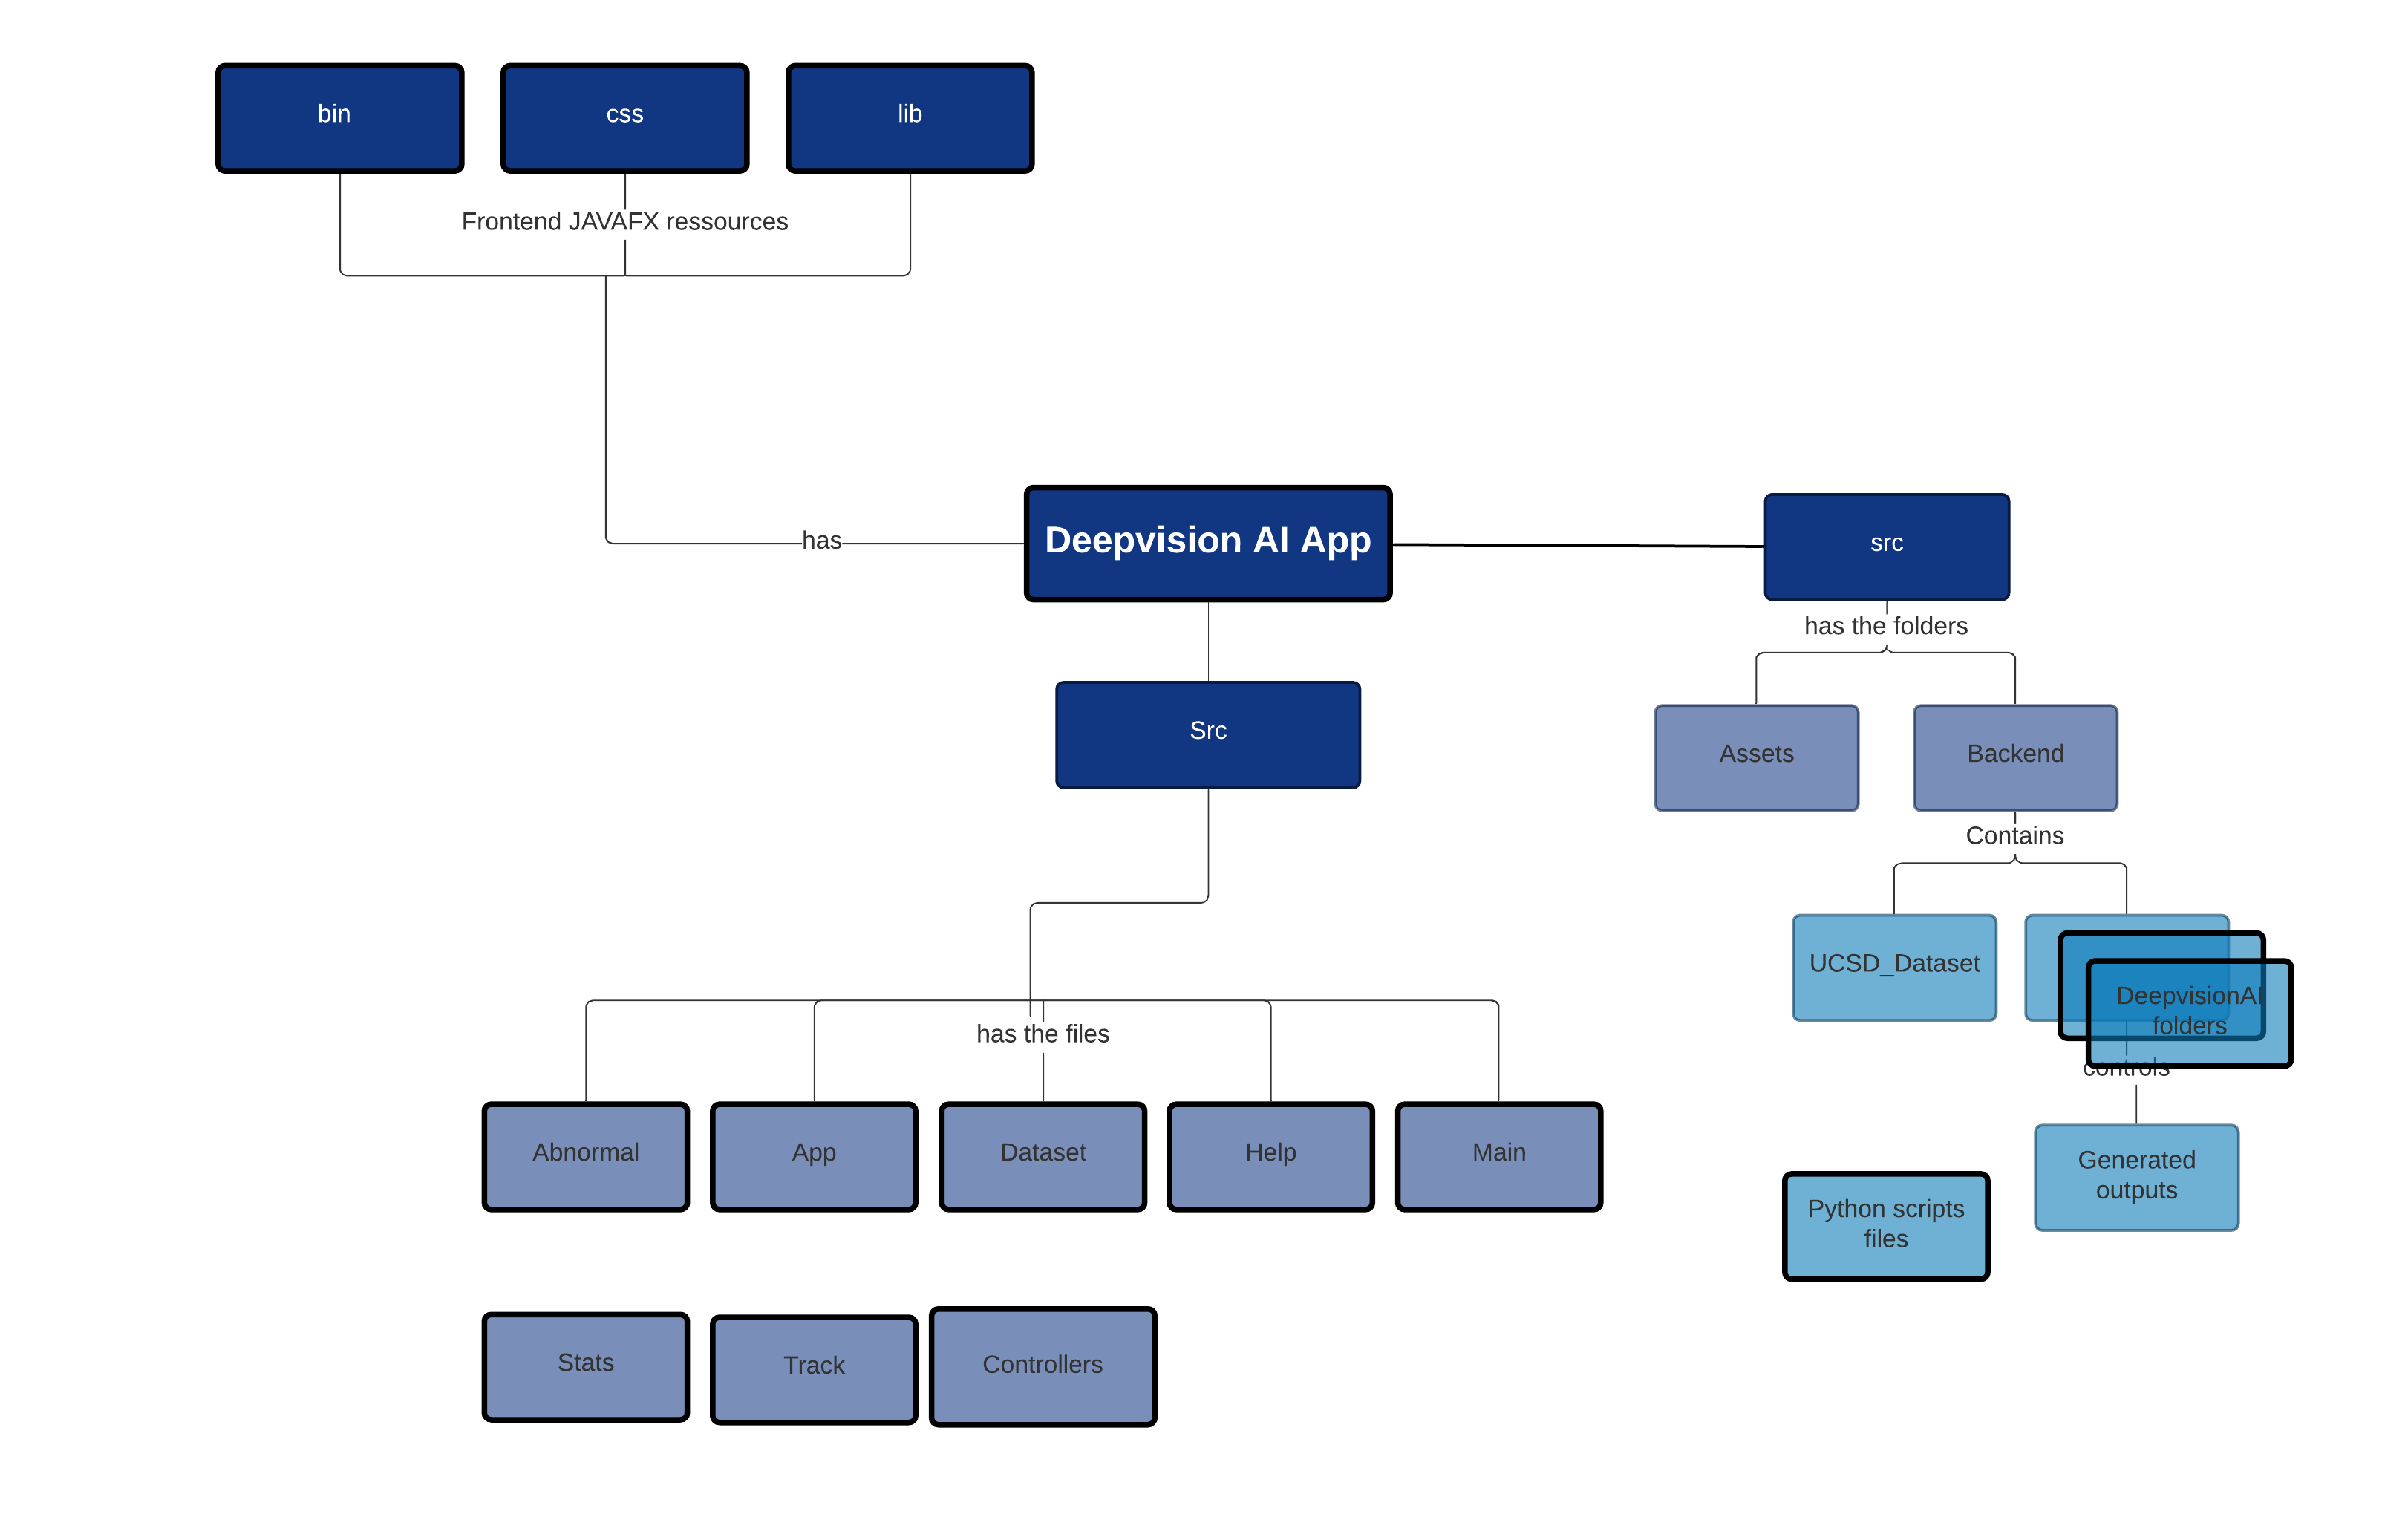 bin
css
lib
Frontend JAVAFX ressources
has
Deepvision AI App
src
has the folders
Src
Assets
Backend
Contains
UCSD_Dataset
DeepvisionAI
folders
controls
has the files
Abnormal
App
Dataset
Help
Main
Generated
outputs
Python scripts
files
Stats
Track
Controllers